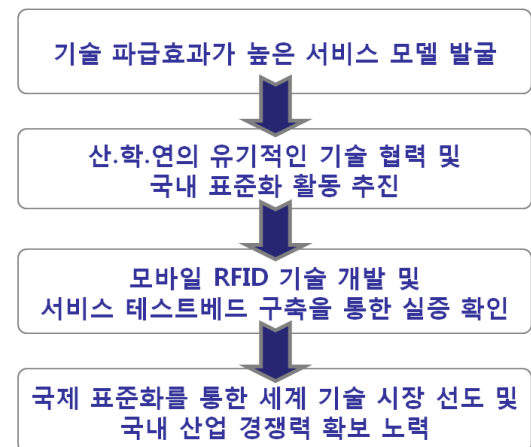 기술 파급효과가 높은 서비스 모델 발굴
산.학.연의 유기적인 기술 협력 및
국내 표준화 활동 추진
모바일 RFID 기술 개발 및
서비스 테스트베드 구축을 통한 실증 확인
국제 표준화를 통한 세계 기술 시장 선도 및
국내 산업 경쟁력 확보 노력